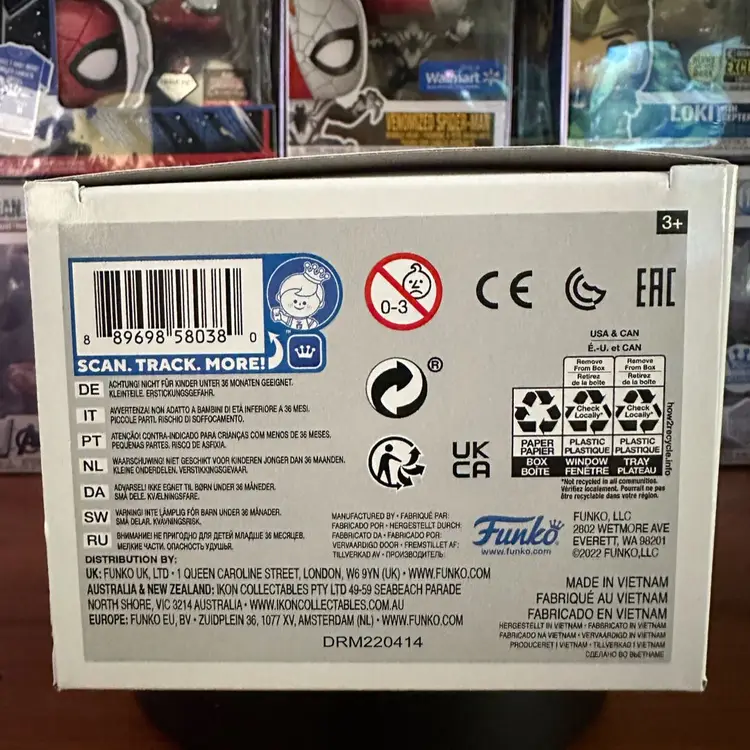 Walmart
VENOMIZED SPIDER-MAN
LOKI
3+
8 89698 58038 0
SCAN. TRACK. MORE!
0-3
CE
EAC
DE ACHTUNG! NICHT FÜR KINDER UNTER 36 MONATEN GEEIGNET.
KLEINTEILE. ERSTICKUNGSGEFAHR.
IT AVVERTENZA! NON ADATTO A BAMBINI DI ETÀ INFERIORE A 36 MESI.
PICCOLE PARTI. RISCHIO DI SOFFOCAMENTO.
PT ATENÇÃO! CONTRA-INDICADO PARA CRIANÇAS COM MENOS DE 36 MESES.
PEQUENAS PARTES. RISCO DE ASFIXIA.
NL WAARSCHUWING! NIET GESCHIKT VOOR KINDEREN JONGER DAN 36 MAANDEN.
KLEINE ONDERDELEN. VERSTIKKINGSGEVAAR.
DA ADVARSEL! IKKE EGNET TIL BØRN UNDER 36 MÅNEDER.
SMÅ DELE. KVÆLNINGSFARE.
SW VARNING! INTE LÄMPLIG FÖR BARN UNDER 36 MÅNADER.
SMÅ DELAR. KVÄVNINGSRISK.
RU ВНИМАНИЕ! НЕ ПРИГОДНО ДЛЯ ДЕТЕЙ МЛАДШЕ 36 МЕСЯЦЕВ.
МЕЛКИЕ ЧАСТИ, ОПАСНОСТЬ УДУШЬЯ.
®
UK
CA
USA & CAN
É.-U. et CAN
Remove From Box
Retirez de la boîte
Remove From Box
Retirez de la boîte
Check Locally*
Check Locally*
PAPER
PAPIER
BOX
BOÎTE
PLASTIC
PLASTIQUE
WINDOW
FENÊTRE
PLASTIC
PLASTIQUE
TRAY
PLATEAU
how2recycle.info
*Not recycled in all communities.
Vérifiez localement. Pourrait ne pas
être recyclé dans votre région.
MANUFACTURED BY • FABRIQUÉ PAR:
FABRICADO POR • HERGESTELLT DURCH:
FABBRICATO DA • FABRICADO POR:
VERVAARDIGD DOOR • FREMSTILLET AF:
TILLVERKAD AV • ПРОИЗВОДИТЕЛЬ:
Funko
www.funko.com
FUNKO, LLC
2802 WETMORE AVE
EVERETT, WA 98201
©2022 FUNKO,LLC
DISTRIBUTION BY:
UK: FUNKO UK, LTD • 1 QUEEN CAROLINE STREET, LONDON, W6 9YN (UK) • WWW.FUNKO.COM
AUSTRALIA & NEW ZEALAND: IKON COLLECTABLES PTY LTD 49-59 SEABEACH PARADE
NORTH SHORE, VIC 3214 AUSTRALIA • WWW.IKONCOLLECTABLES.COM.AU
EUROPE: FUNKO EU, BV • ZUIDPLEIN 36, 1077 XV, AMSTERDAM (NL) • WWW.FUNKO.COM
DRM220414
MADE IN VIETNAM
FABRIQUÉ AU VIETNAM
FABRICADO EN VIETNAM
HERGESTELLT IN VIETNAM • FABBRICATO IN VIETNAM
FABRICADO NA VIETNAM • VERVAARDIGD IN VIETNAM
PRODUCERET I VIETNAM • TILLVERKAD I VIETNAM
СДЕЛАНО ВО ВЬЕТНАМЕ